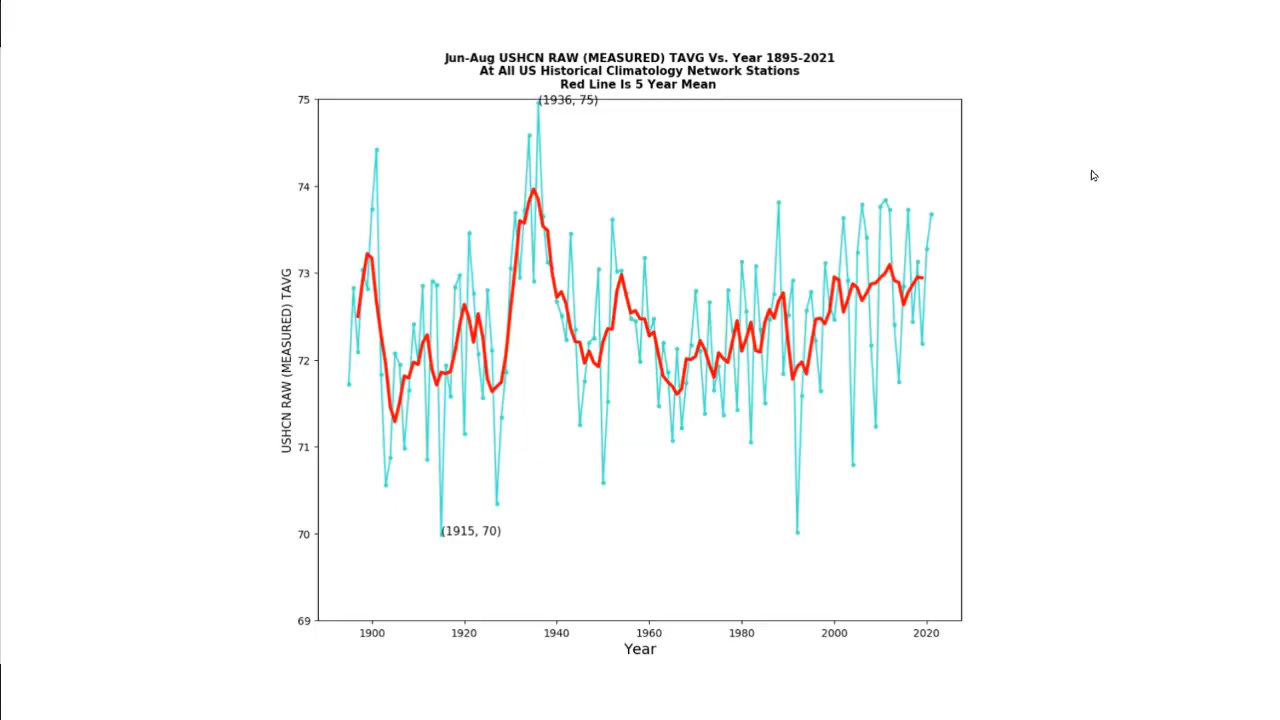 Jun-Aug USHCN RAW (MEASURED) TAVG Vs. Year 1895-2021
At All US Historical Climatology Network Stations
Red Line Is 5 Year Mean
75
(1936, 75)
74
73
USHCN RAW (MEASURED) TAVG
72
71
70
(1915, 70)
69
1900 1920 1940 1960 1980 2000 2020
Year